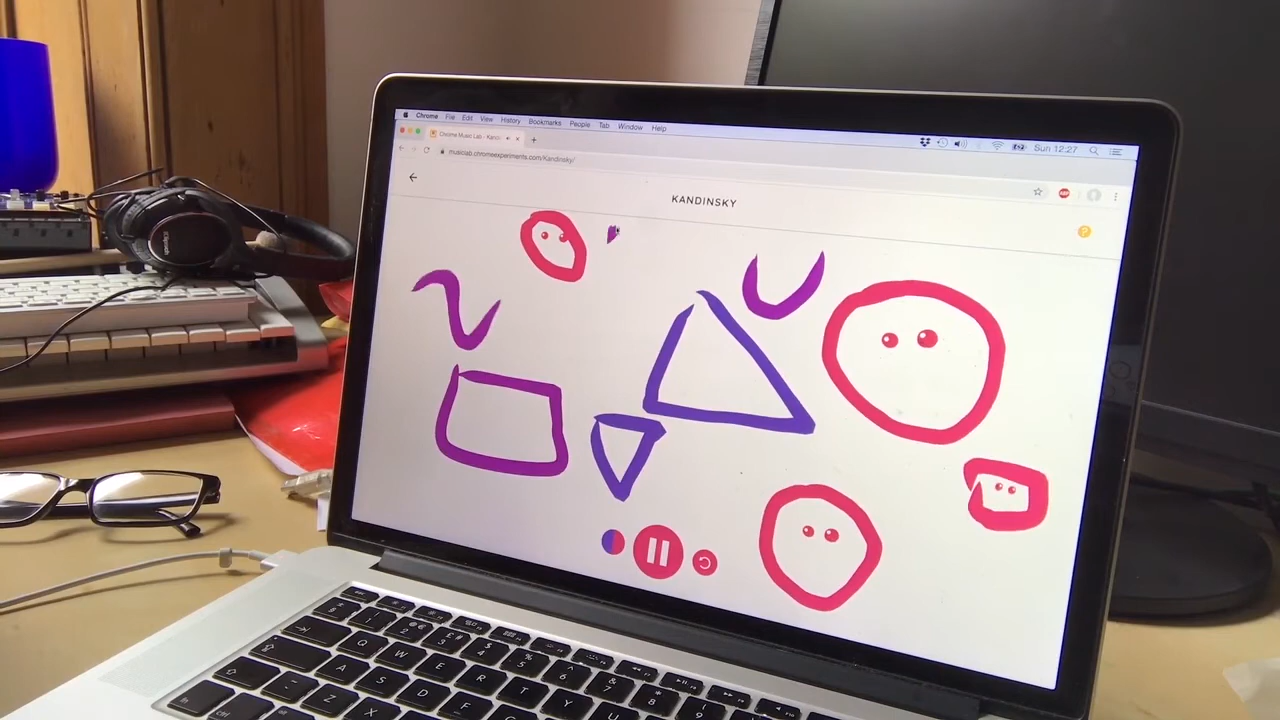 Chrome File Edit View History Bookmarks People Tab Window Help
Sun 12:27
Chrome Music Lab - Kandi
musiclab.chromeexperiments.com/Kandinsky/
KANDINSKY
?
Q W E R T Y
A S D F G
Z X